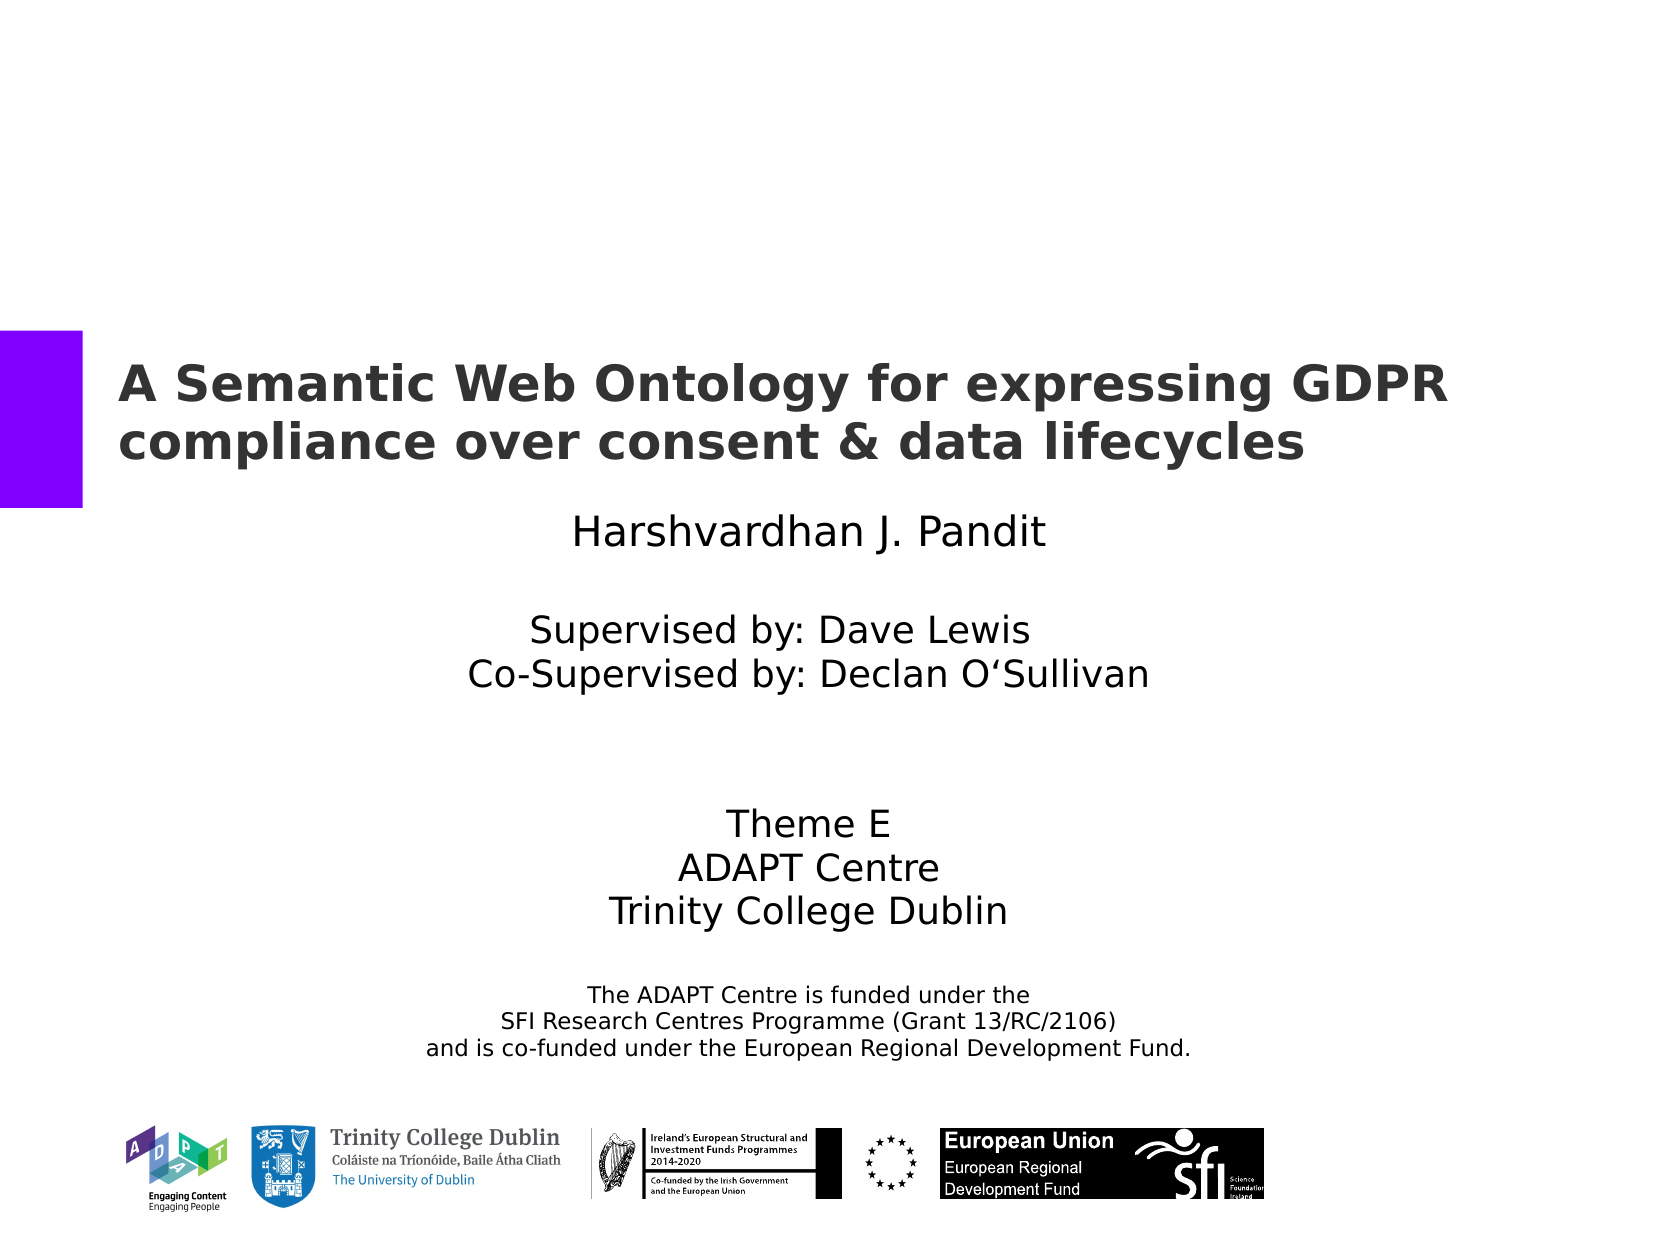 A Semantic Web Ontology for expressing GDPR
compliance over consent & data lifecycles
Harshvardhan J. Pandit
Supervised by: Dave Lewis
Co-Supervised by: Declan O‘Sullivan
Theme E
ADAPT Centre
Trinity College Dublin
The ADAPT Centre is funded under the
SFI Research Centres Programme (Grant 13/RC/2106)
and is co-funded under the European Regional Development Fund.
ADAPT
Engaging Content
Engaging People
Trinity College Dublin
Coláiste na Tríonóide, Baile Átha Cliath
The University of Dublin
Ireland's European Structural and
Investment Funds Programmes
2014-2020
Co-funded by the Irish Government
and the European Union
European Union
European Regional
Development Fund
sfi
Science
Foundation
Ireland